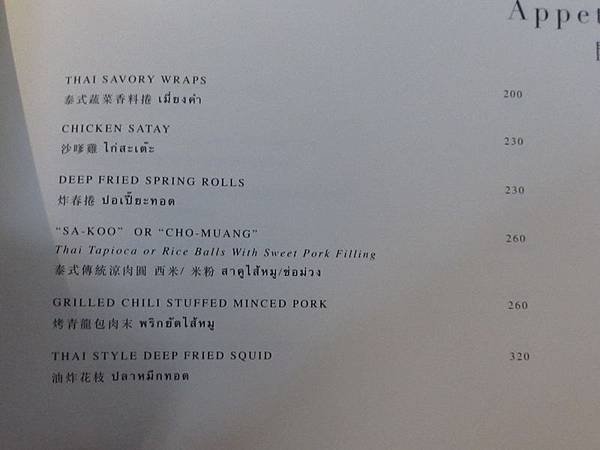 Appet
THAI SAVORY WRAPS
泰式蔬菜香料捲 เมี่ยงคำ 200
CHICKEN SATAY
沙嗲雞 ไก่สะเต๊ะ 230
DEEP FRIED SPRING ROLLS
炸春捲 ปอเปี๊ยะทอด 230
“SA-KOO” OR “CHO-MUANG” 260
Thai Tapioca or Rice Balls With Sweet Pork Filling
泰式傳統涼肉圓 西米/ 米粉 สาคูไส้หมู/ช่อม่วง
GRILLED CHILI STUFFED MINCED PORK 260
烤青龍包肉末 พริกยัดไส้หมู
THAI STYLE DEEP FRIED SQUID 320
油炸花枝 ปลาหมึกทอด